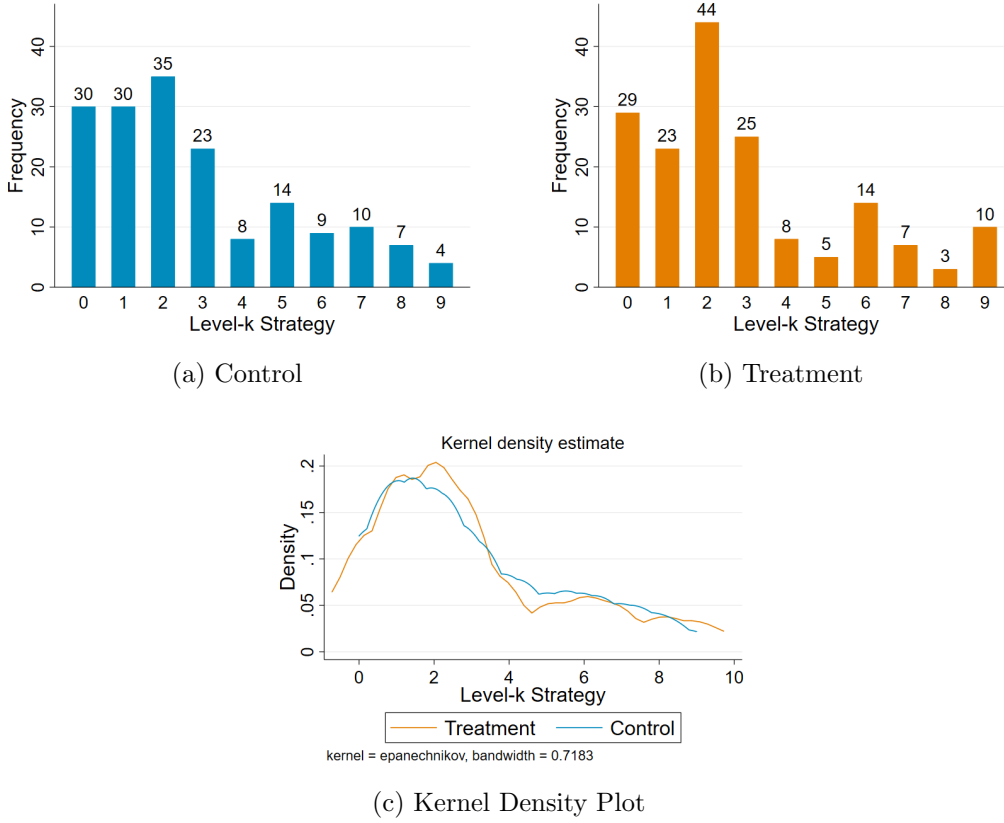 Frequency
0
10
20
30
40
30
30
35
23
8
14
9
10
7
4
0 1 2 3 4 5 6 7 8 9
Level-k Strategy
(a) Control
Frequency
0
10
20
30
40
29
23
44
25
8
5
14
7
3
10
0 1 2 3 4 5 6 7 8 9
Level-k Strategy
(b) Treatment
Kernel density estimate
Density
0
.05
.1
.15
.2
0 2 4 6 8 10
Level-k Strategy
Treatment Control
kernel = epanechnikov, bandwidth = 0.7183
(c) Kernel Density Plot